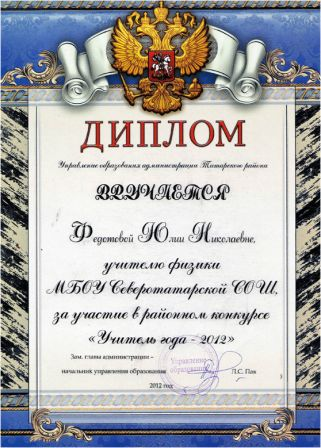 ДИПЛОМ
Управление образования администрации Татарского района
ВРУЧАЕТСЯ
Федотовой Юлии Николаевне,
учителю физики
МБОУ Северотатарской СОШ,
за участие в районном конкурсе
«Учитель года - 2012»
Зам. главы администрации -
начальник управления образования
Управление
образования
Л.С. Пак
2012 год